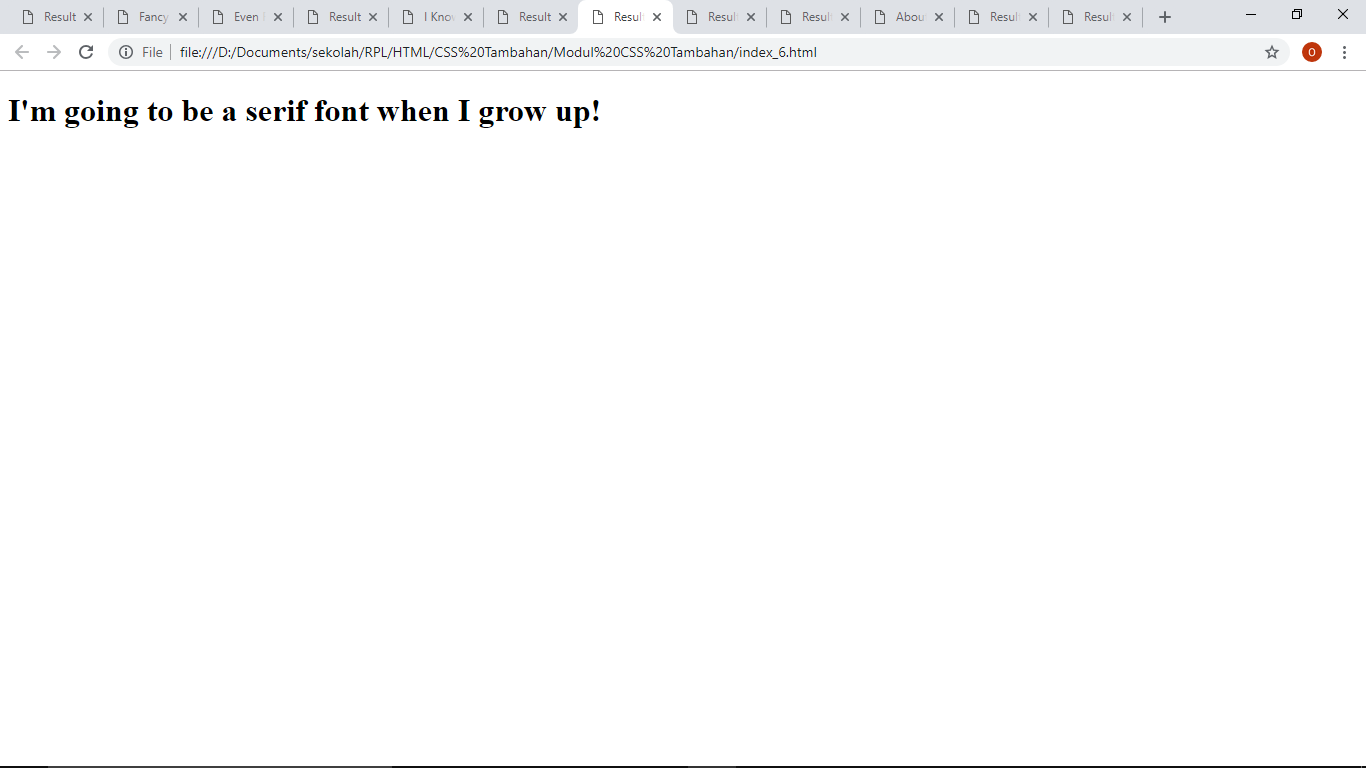 Result Fancy Even Result I Know Result Result Result Result About Result Result
File file:///D:/Documents/sekolah/RPL/HTML/CSS%20Tambahan/Modul%20CSS%20Tambahan/index_6.html O
I'm going to be a serif font when I grow up!